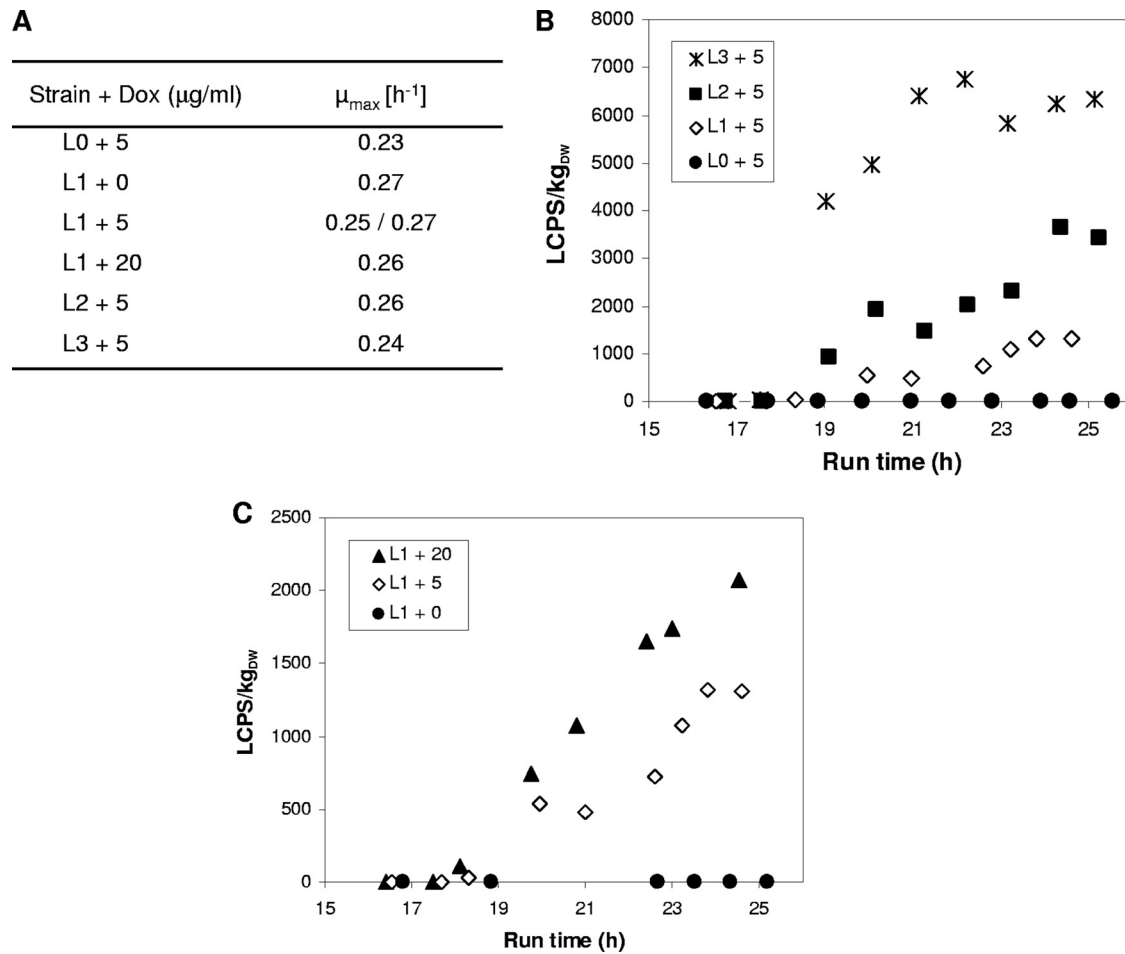 A
Strain + Dox (μg/ml) μmax [h-1]
L0 + 5 0.23
L1 + 0 0.27
L1 + 5 0.25 / 0.27
L1 + 20 0.26
L2 + 5 0.26
L3 + 5 0.24
B
8000
7000
6000
5000
4000
3000
2000
1000
0
LCPS/kgDW
L3 + 5
L2 + 5
L1 + 5
L0 + 5
15 17 19 21 23 25
Run time (h)
C
2500
2000
1500
1000
500
0
LCPS/kgDW
L1 + 20
L1 + 5
L1 + 0
15 17 19 21 23 25
Run time (h)